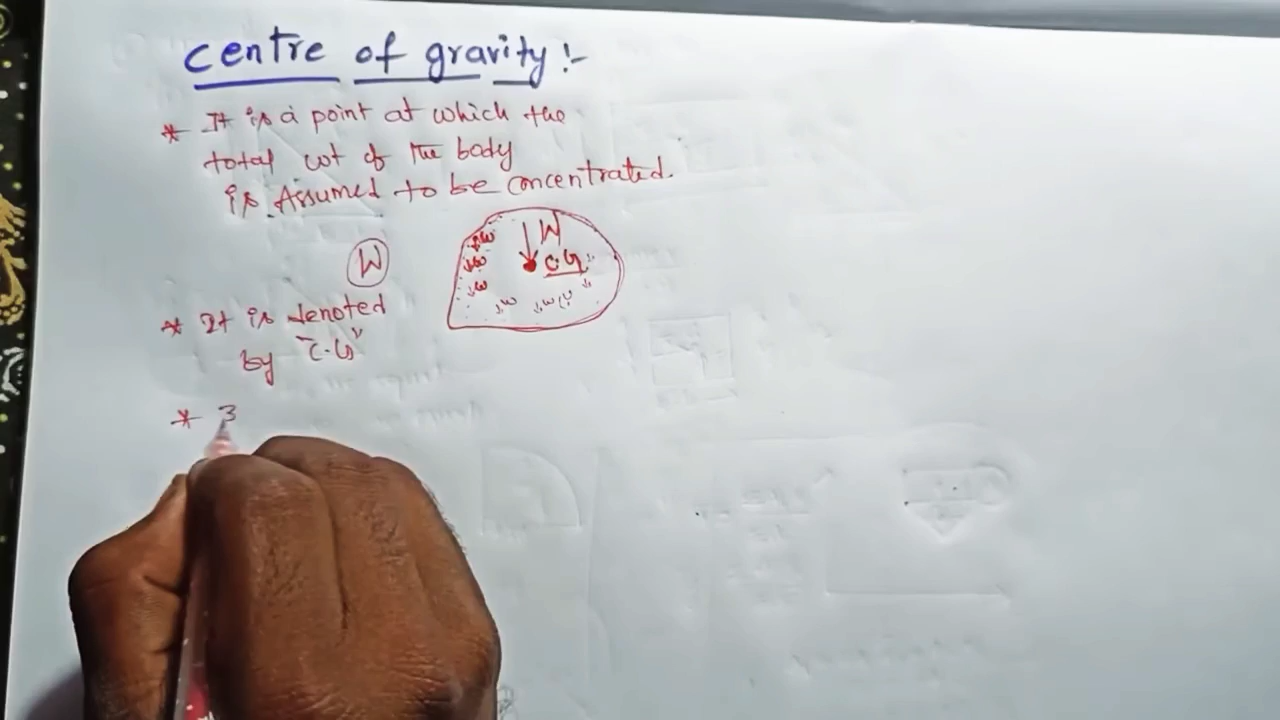 Centre of gravity :-
* It is a point at which the
total wt of the body
is Assumed to be concentrated.
W
W
C.G
w
w
w
w
w
* It is denoted
by "C.G"
* 3